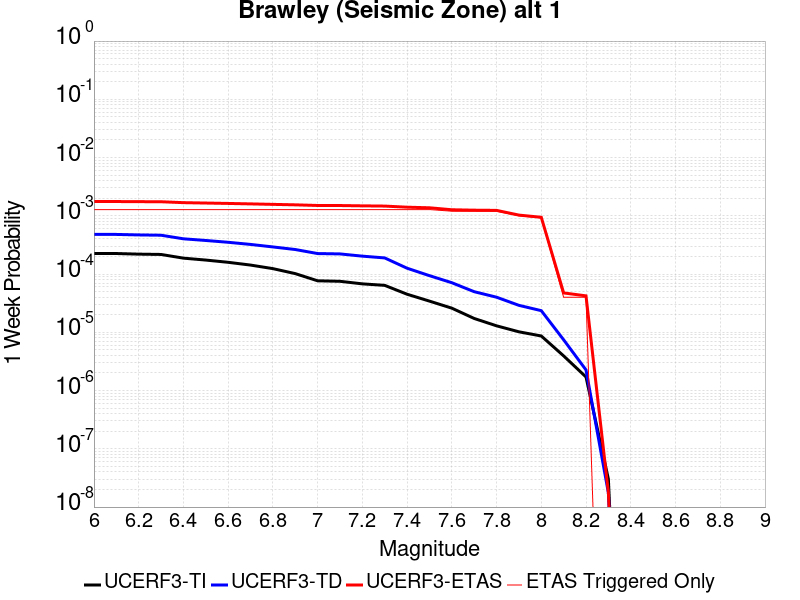 Brawley (Seismic Zone) alt 1
10^0
10^-1
10^-2
10^-3
10^-4
10^-5
10^-6
10^-7
10^-8
1 Week Probability
6 6.2 6.4 6.6 6.8 7 7.2 7.4 7.6 7.8 8 8.2 8.4 8.6 8.8 9
Magnitude
UCERF3-TI UCERF3-TD UCERF3-ETAS ETAS Triggered Only